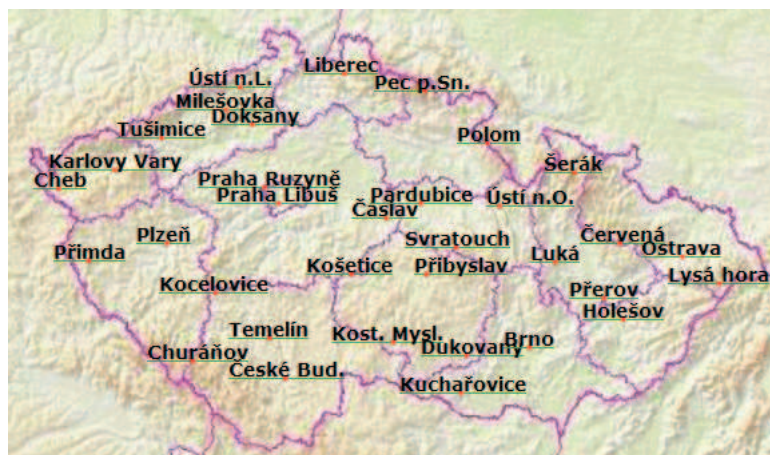 Liberec
Ústí n.L.
Pec p.Sn.
Milešovka
Doksany
Tušimice
Polom
Karlovy Vary
Šerák
Cheb
Praha Ruzyně
Praha Libuš
Pardubice
Ústí n.O.
Čáslav
Plzeň
Červená
Svratouch
Ostrava
Přimda
Luká
Košetice
Přibyslav
Lysá hora
Kocelovice
Přerov
Holešov
Temelín
Kost. Mysl.
Brno
Dukovany
Churáňov
České Bud.
Kuchařovice